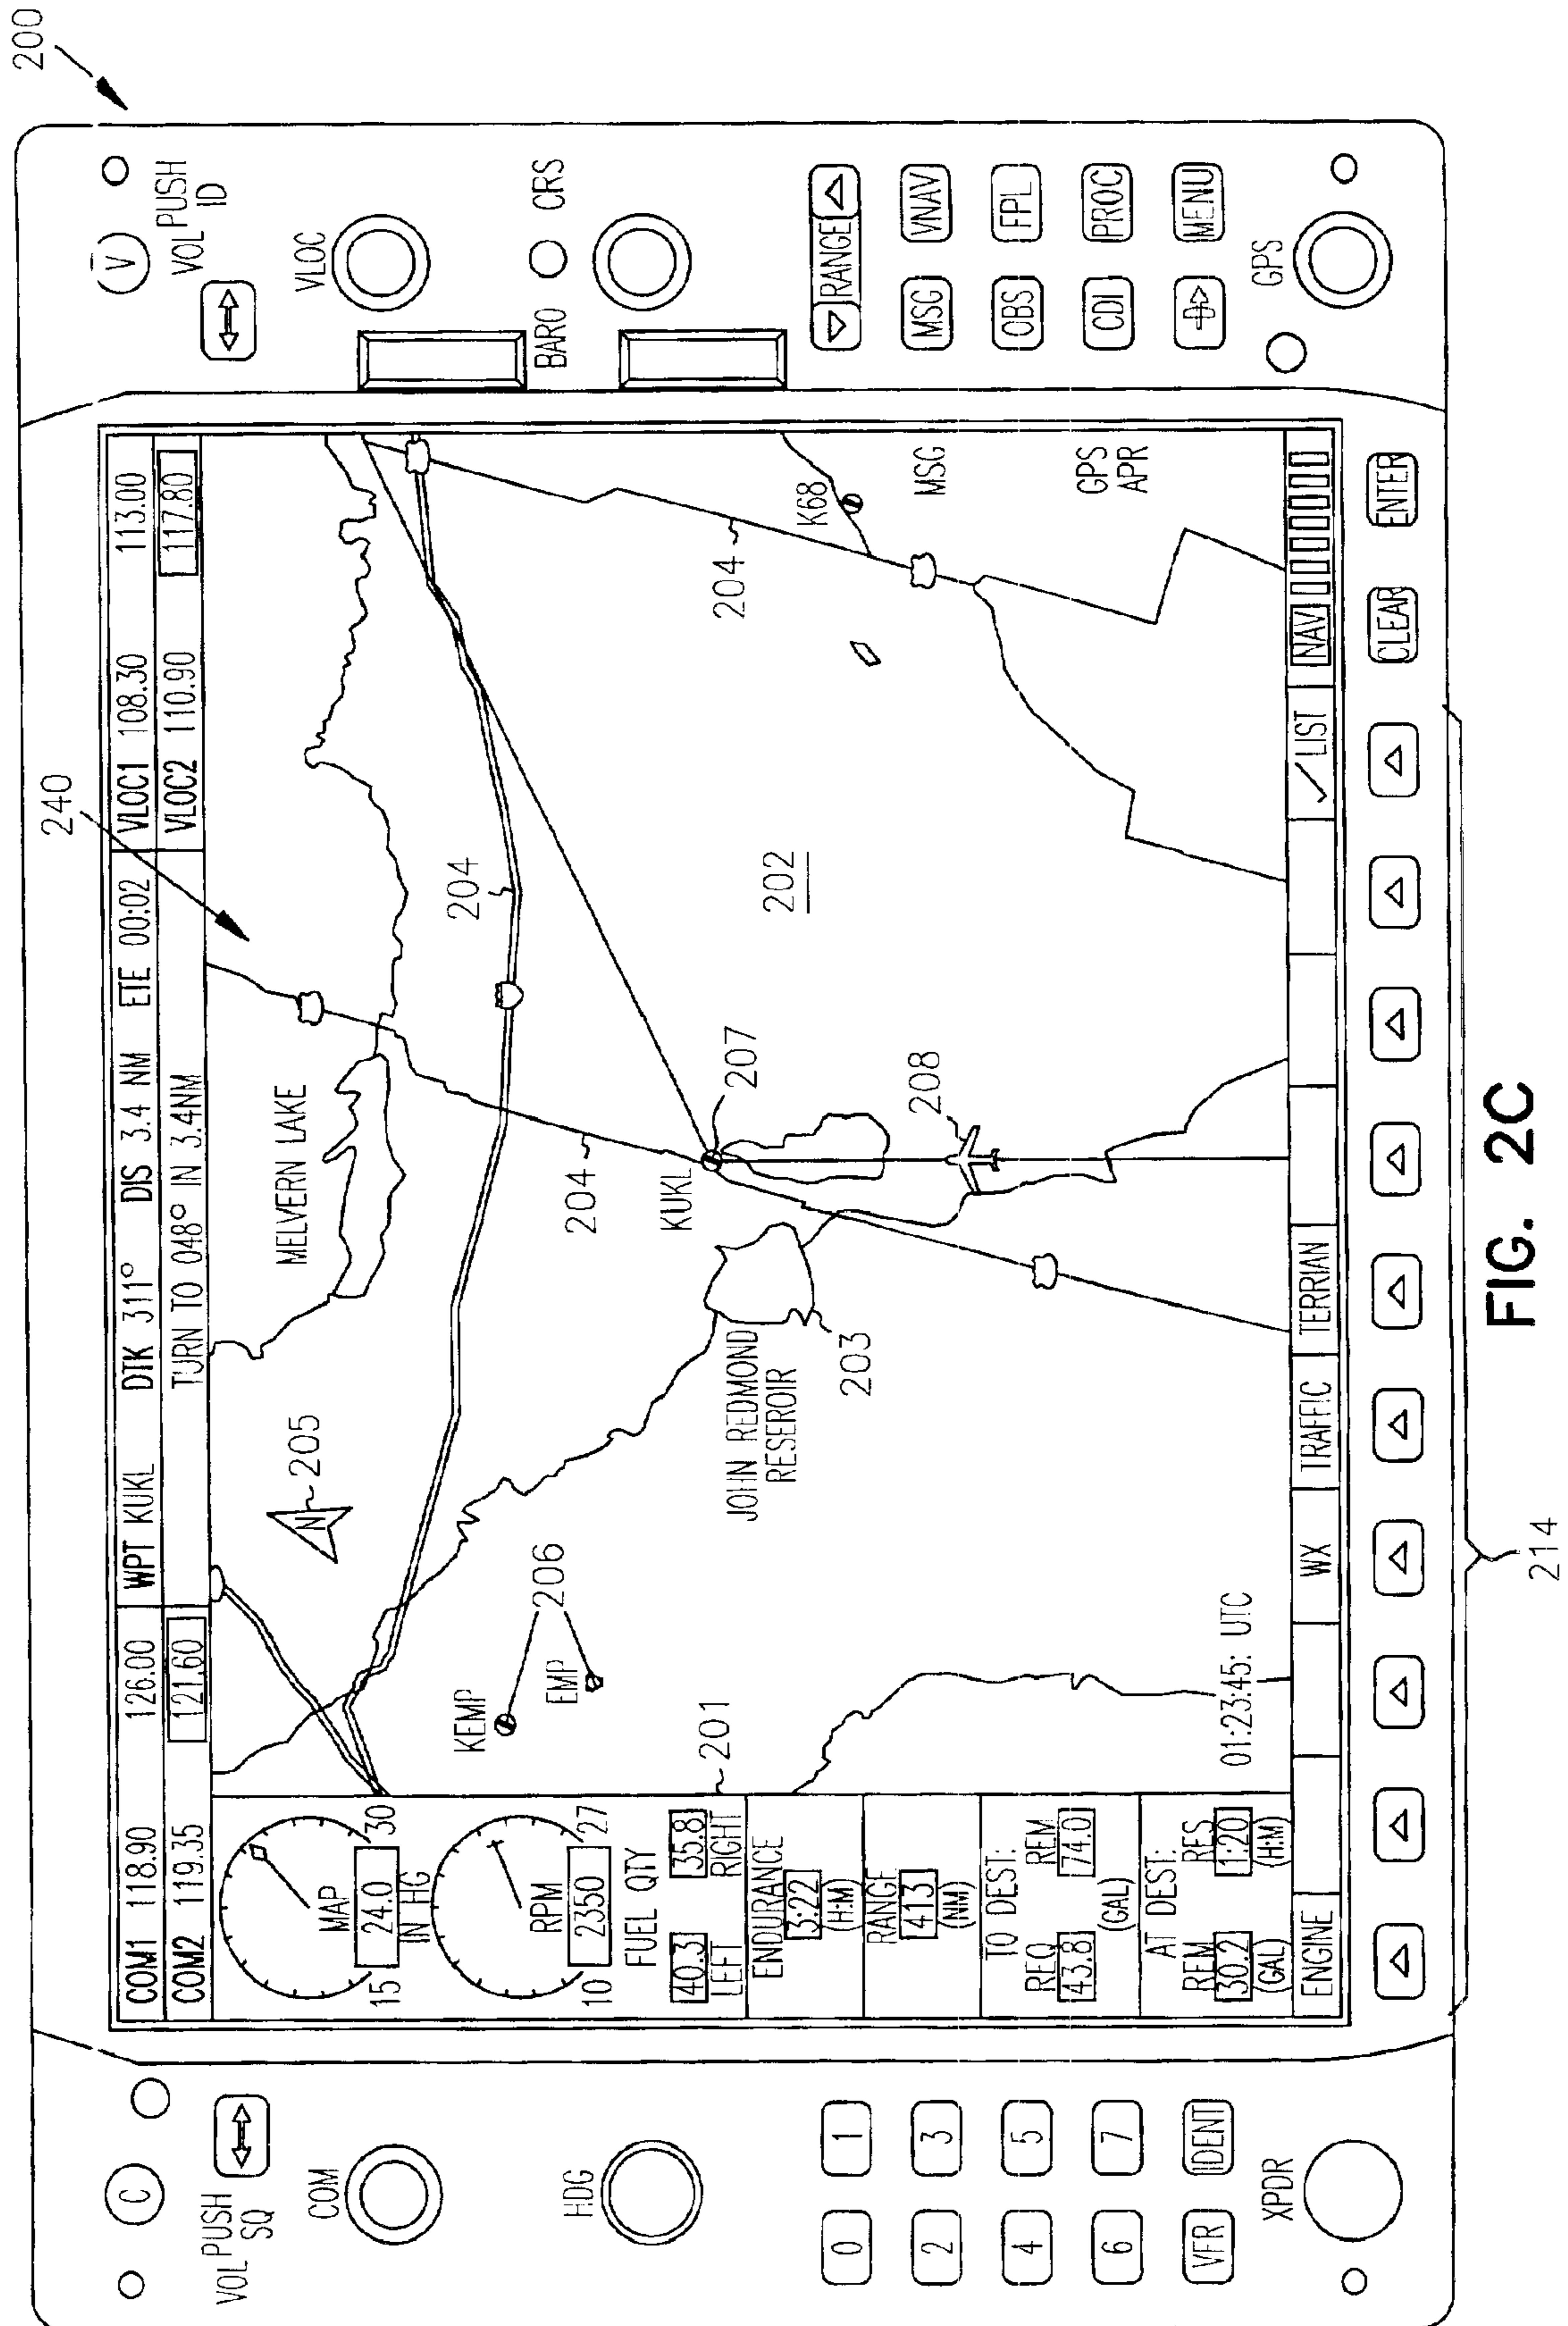 200
C
VOL PUSH
SQ
COM
HDG
0 1
2 3
4 5
6 7
VFR IDENT
XPDR
COM1 118.90 126.00 WPT KUKL DTK 311° DIS 3.4 NM ETE 00:02 VLOC1 108.30 113.00
COM2 119.35 121.60 TURN TO 048° IN 3.4NM VLOC2 110.90 117.80
240
MAP
15 24.0 30
IN HG
RPM
10 2350 27
FUEL QTY
40.3 35.8
LEFT RIGHT
ENDURANCE
3:22
(H:M)
RANGE
413
(NM)
TO DEST:
REQ REM
43.8 74.0
(GAL)
AT DEST:
REM RES
30.2 1:20
(GAL) (H:M)
201
N
205
MELVERN LAKE
204
KEMP
206
EMP
204
KUKL
207
204
JOHN REDMOND
RESEROIR
203
202
K68
208
MSG
GPS
APR
01:23:45: UTC
ENGINE WX TRAFFIC TERRIAN ✓LIST NAV
CLEAR ENTER
V
VOL PUSH
ID
VLOC
BARO CRS
RANGE
MSG VNAV
OBS FPL
CDI PROC
D MENU
GPS
214
FIG. 2C